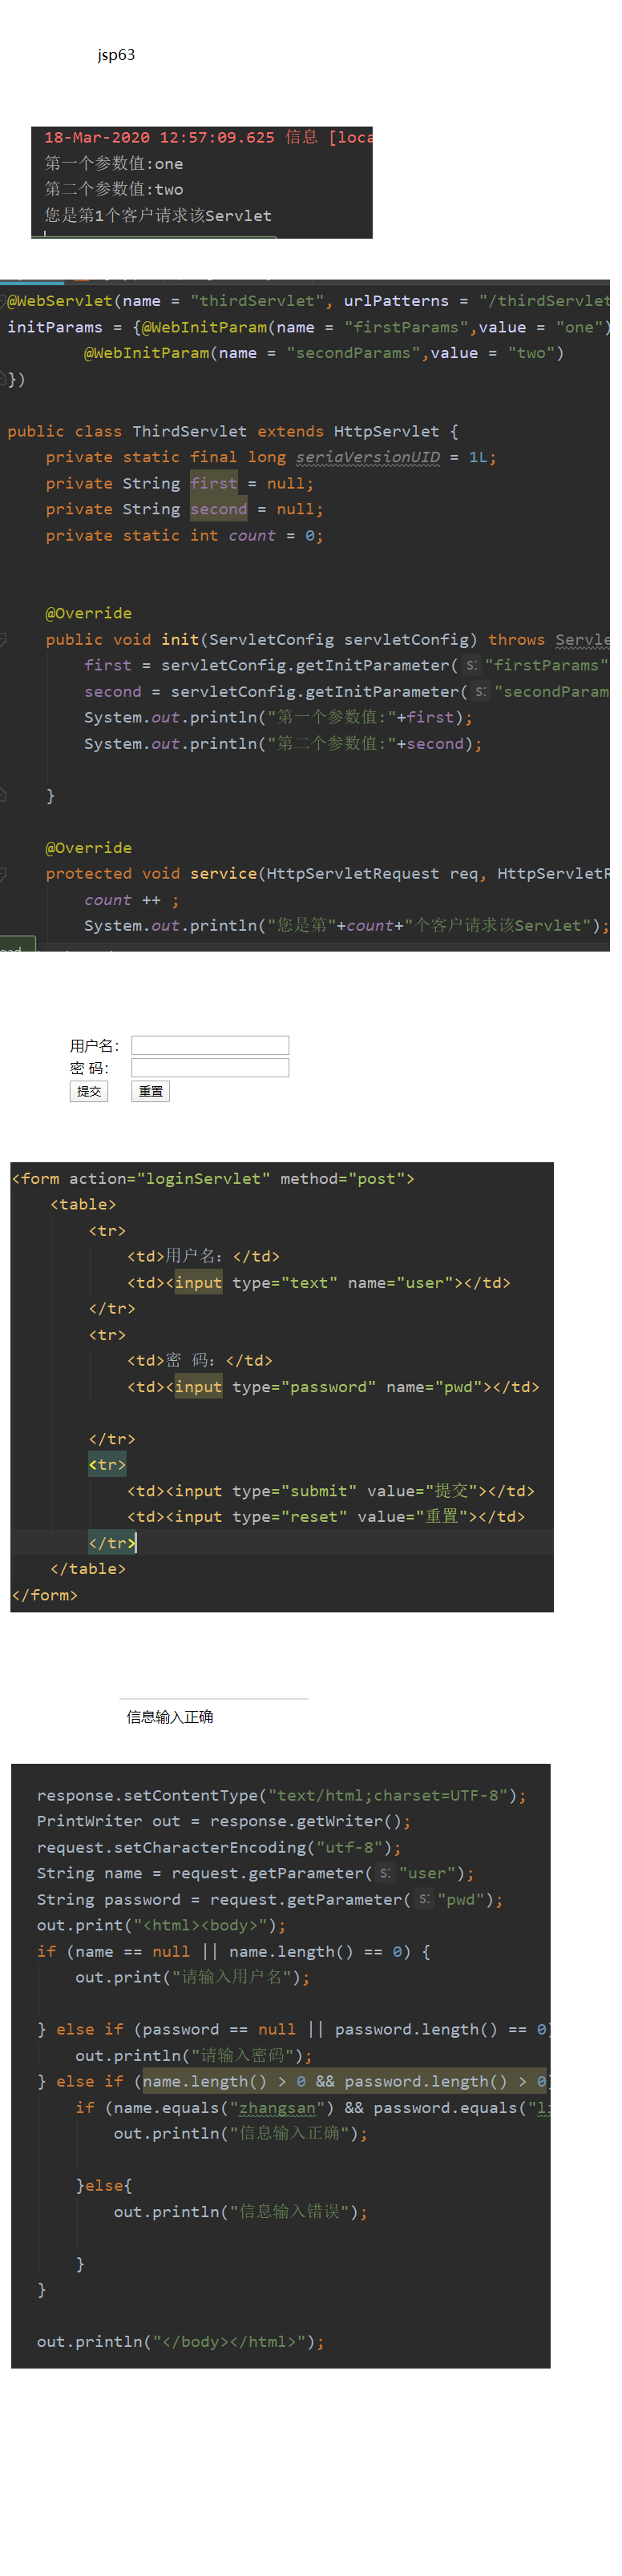 jsp63
18-Mar-2020 12:57:09.625 信息 [loca
第一个参数值:one
第二个参数值:two
您是第1个客户请求该Servlet
@WebServlet(name = "thirdServlet", urlPatterns = "/thirdServlet
initParams = {@WebInitParam(name = "firstParams",value = "one")
@WebInitParam(name = "secondParams",value = "two")
})
public class ThirdServlet extends HttpServlet {
private static final long seriaVersionUID = 1L;
private String first = null;
private String second = null;
private static int count = 0;
@Override
public void init(ServletConfig servletConfig) throws Servle
first = servletConfig.getInitParameter( s: "firstParams"
second = servletConfig.getInitParameter( s: "secondParam
System.out.println("第一个参数值:"+first);
System.out.println("第二个参数值:"+second);
}
@Override
protected void service(HttpServletRequest req, HttpServletR
count ++ ;
System.out.println("您是第"+count+"个客户请求该Servlet");
用户名：
密 码：
提交 重置
<form action="loginServlet" method="post">
<table>
<tr>
<td>用户名：</td>
<td><input type="text" name="user"></td>
</tr>
<tr>
<td>密 码：</td>
<td><input type="password" name="pwd"></td>
</tr>
<tr>
<td><input type="submit" value="提交"></td>
<td><input type="reset" value="重置"></td>
</tr>
</table>
</form>
信息输入正确
response.setContentType("text/html;charset=UTF-8");
PrintWriter out = response.getWriter();
request.setCharacterEncoding("utf-8");
String name = request.getParameter( s: "user");
String password = request.getParameter( s: "pwd");
out.print("<html><body>");
if (name == null || name.length() == 0) {
out.print("请输入用户名");
} else if (password == null || password.length() == 0)
out.println("请输入密码");
} else if (name.length() > 0 && password.length() > 0)
if (name.equals("zhangsan") && password.equals("li
out.println("信息输入正确");
}else{
out.println("信息输入错误");
}
}
out.println("</body></html>");